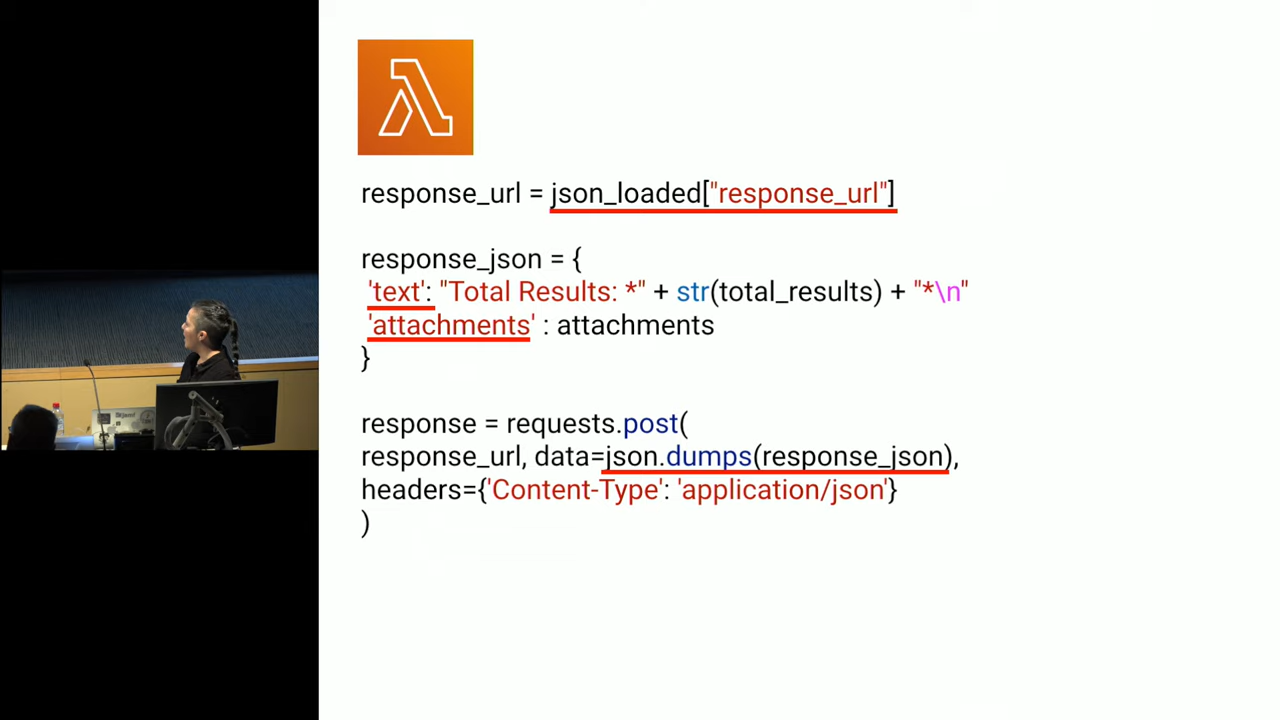 response_url = json_loaded["response_url"]
response_json = {
'text': "Total Results: *" + str(total_results) + "*\n"
'attachments' : attachments
}
response = requests.post(
response_url, data=json.dumps(response_json),
headers={'Content-Type': 'application/json'}
)